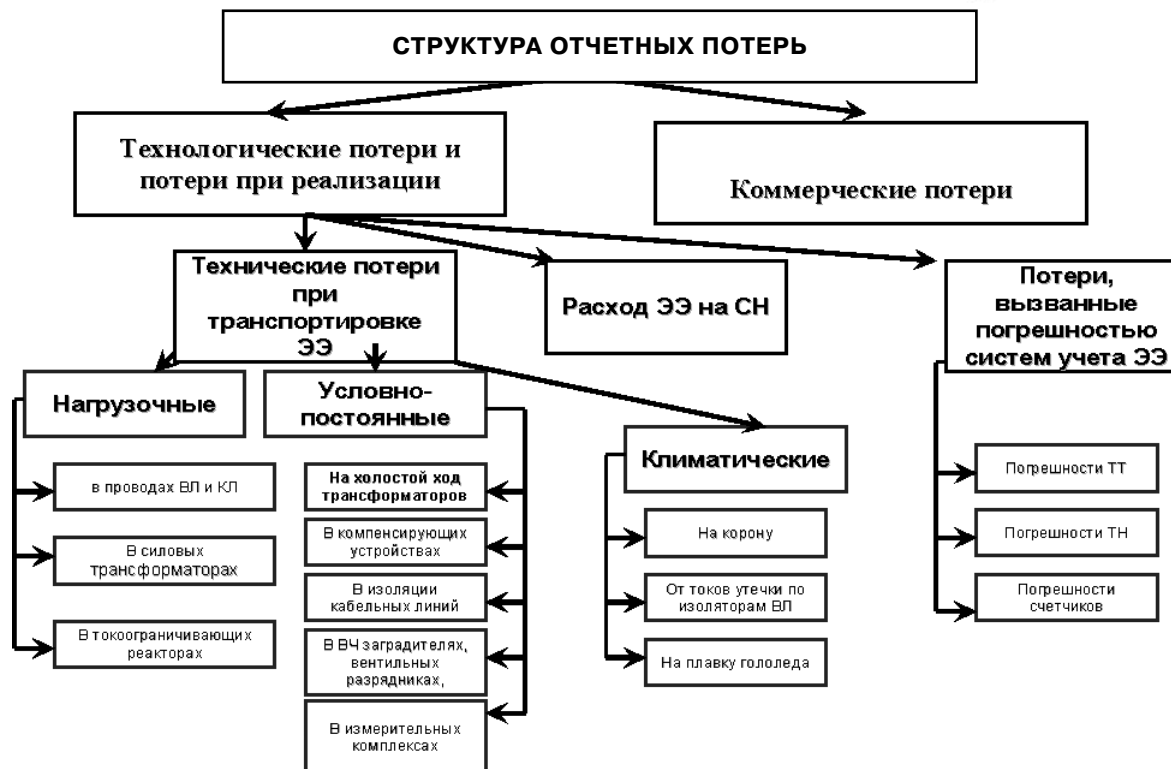 СТРУКТУРА ОТЧЕТНЫХ ПОТЕРЬ
Технологические потери и
потери при реализации
Коммерческие потери
Технические потери
при
транспортировке
ЭЭ
Расход ЭЭ на СН
Потери,
вызванные
погрешностью
систем учета ЭЭ
Нагрузочные
в проводах ВЛ и КЛ
В силовых
трансформаторах
В токоограничивающих
реакторах
Условно-
постоянные
На холостой ход
трансформаторов
В компенсирующих
устройствах
В изоляции
кабельных линий
В ВЧ заградителях,
вентильных
разрядниках,
В измерительных
комплексах
Климатические
На корону
От токов утечки по
изоляторам ВЛ
На плавку гололеда
Погрешности ТТ
Погрешности ТН
Погрешности
счетчиков